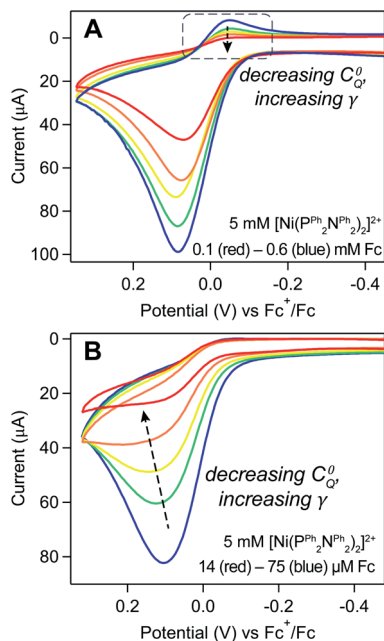 A
0
20
40
60
80
100
Current (μA)
decreasing C_Q^0,
increasing γ
5 mM [Ni(P^Ph_2N^Ph_2)_2]^2+
0.1 (red) – 0.6 (blue) mM Fc
0.2 0.0 -0.2 -0.4
Potential (V) vs Fc^+/Fc
B
0
20
40
60
80
Current (μA)
decreasing C_Q^0,
increasing γ
5 mM [Ni(P^Ph_2N^Ph_2)_2]^2+
14 (red) – 75 (blue) μM Fc
0.2 0.0 -0.2 -0.4
Potential (V) vs Fc^+/Fc